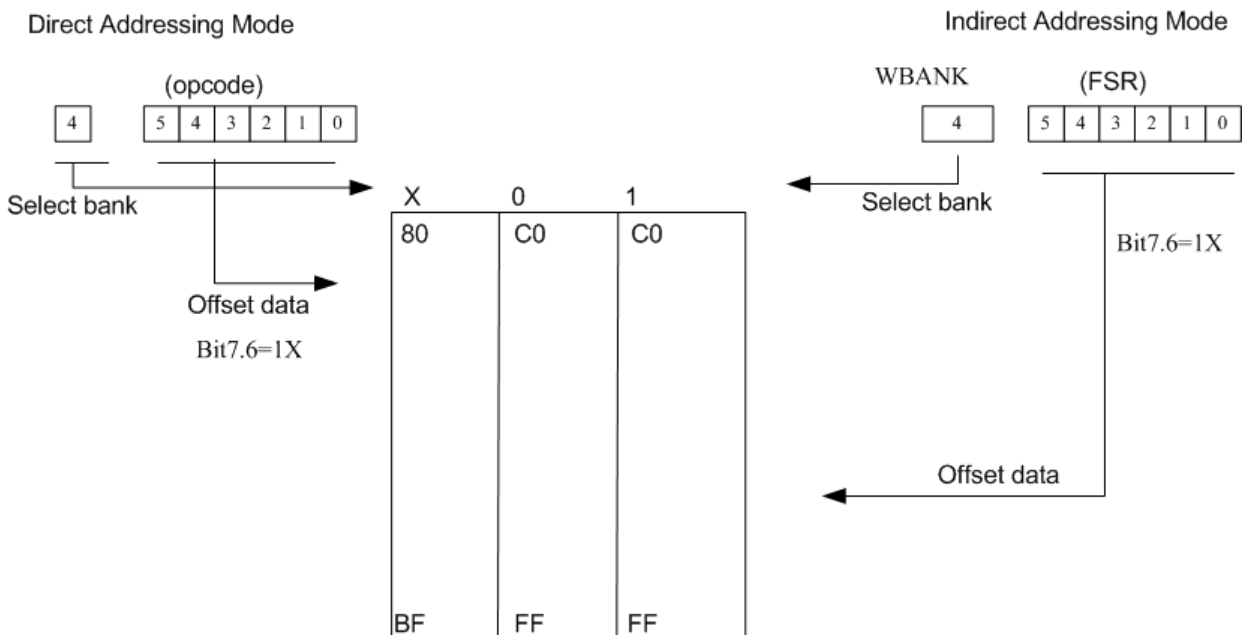 Direct Addressing Mode
Indirect Addressing Mode
(opcode)
WBANK
(FSR)
4
5 4 3 2 1 0
4
5 4 3 2 1 0
Select bank
Select bank
X 0 1
80 C0 C0
Bit7.6=1X
Offset data
Bit7.6=1X
Offset data
BF FF FF